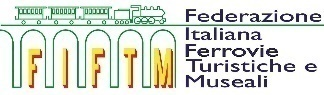 Federazione
Italiana
Ferrovie
Turistiche e
Museali
FIFTM